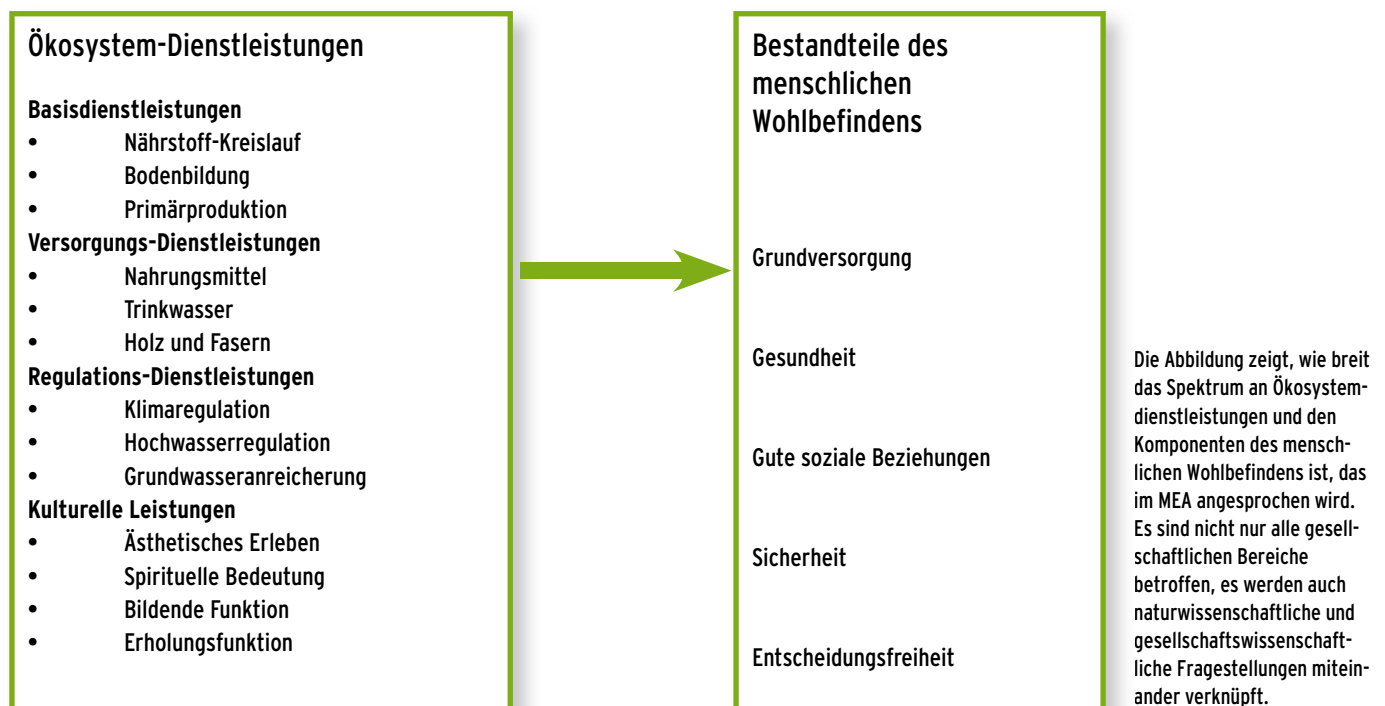 Ökosystem-Dienstleistungen
Basisdienstleistungen
• Nährstoff-Kreislauf
• Bodenbildung
• Primärproduktion
Versorgungs-Dienstleistungen
• Nahrungsmittel
• Trinkwasser
• Holz und Fasern
Regulations-Dienstleistungen
• Klimaregulation
• Hochwasserregulation
• Grundwasseranreicherung
Kulturelle Leistungen
• Ästhetisches Erleben
• Spirituelle Bedeutung
• Bildende Funktion
• Erholungsfunktion
Bestandteile des
menschlichen
Wohlbefindens
Grundversorgung
Gesundheit
Gute soziale Beziehungen
Sicherheit
Entscheidungsfreiheit
Die Abbildung zeigt, wie breit
das Spektrum an Ökosystem-
dienstleistungen und den
Komponenten des mensch-
lichen Wohlbefindens ist, das
im MEA angesprochen wird.
Es sind nicht nur alle gesell-
schaftlichen Bereiche
betroffen, es werden auch
naturwissenschaftliche und
gesellschaftswissenschaft-
liche Fragestellungen mitein-
ander verknüpft.